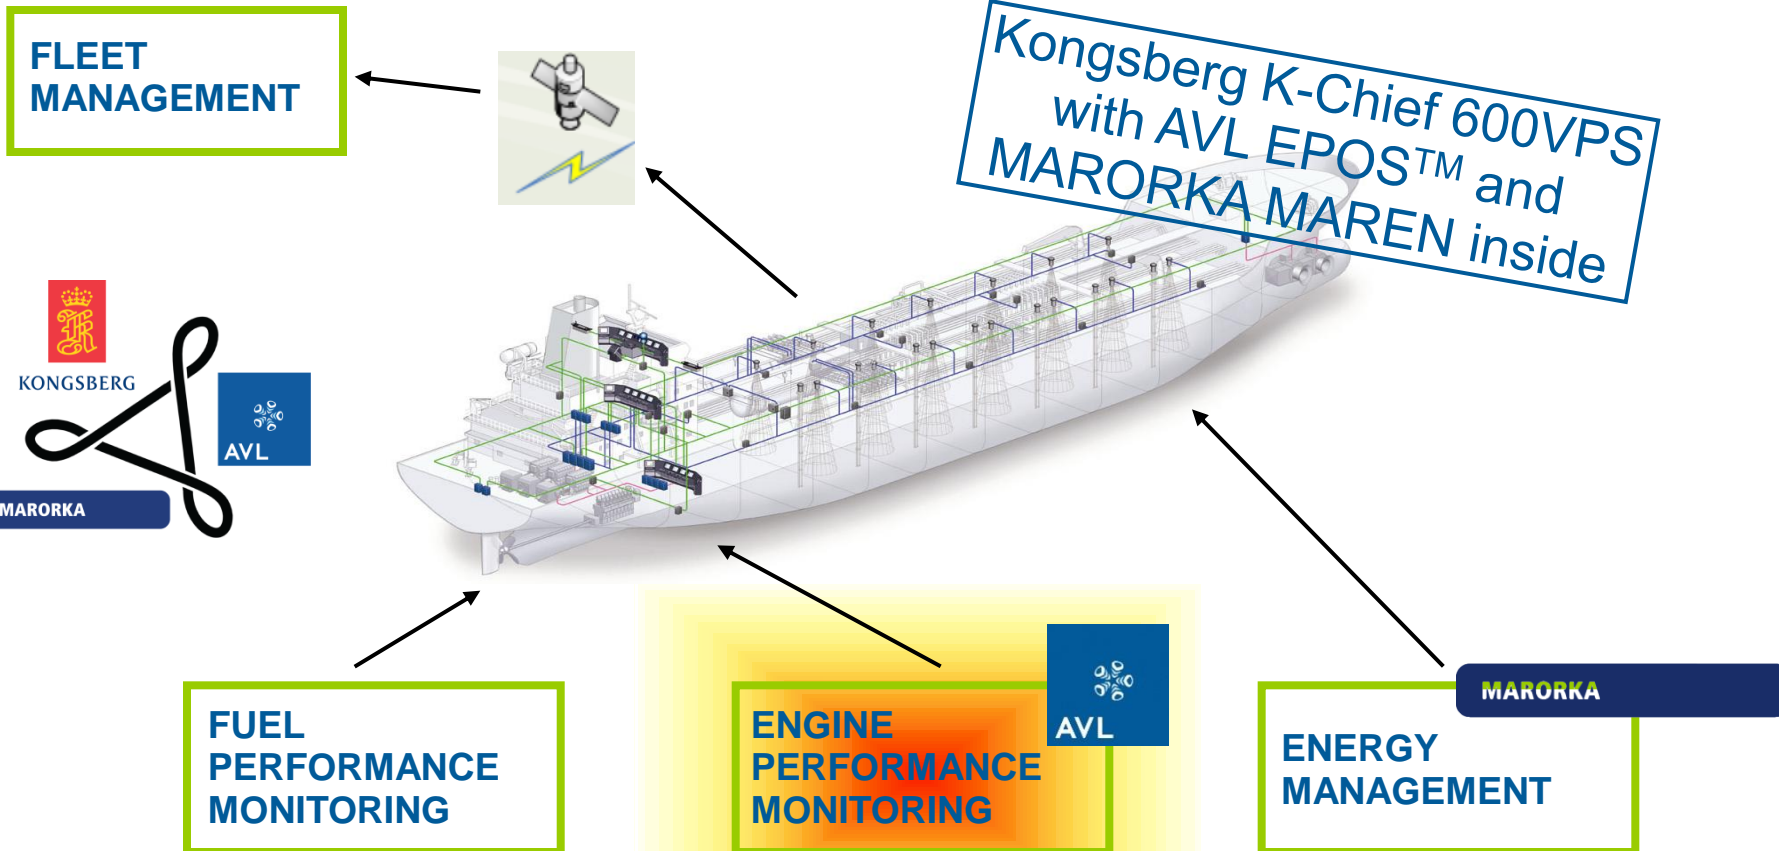 FLEET
MANAGEMENT
Kongsberg K-Chief 600VPS
with AVL EPOS™ and
MARORKA MAREN inside
KONGSBERG
AVL
MARORKA
FUEL
PERFORMANCE
MONITORING
ENGINE
PERFORMANCE
MONITORING
AVL
MARORKA
ENERGY
MANAGEMENT